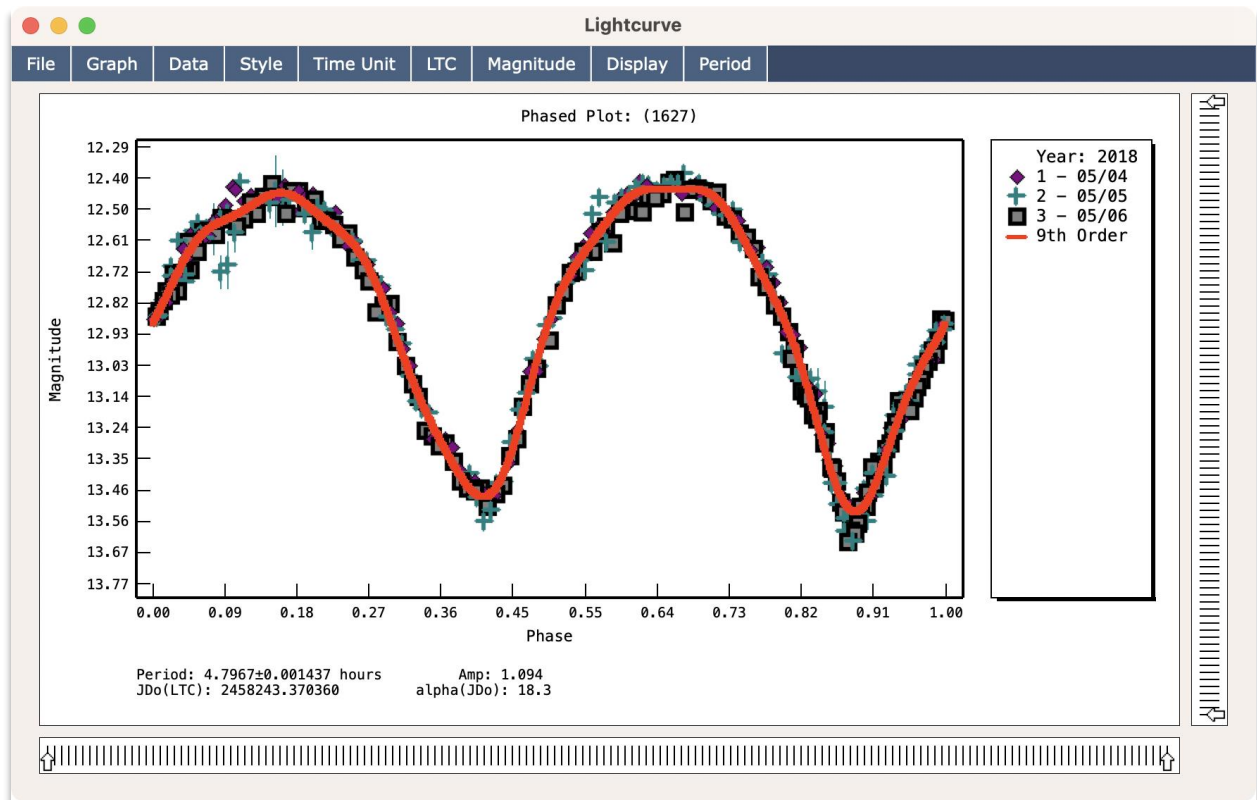 Lightcurve
File Graph Data Style Time Unit LTC Magnitude Display Period
Phased Plot: (1627)
12.29
12.40
12.50
12.61
12.72
12.82
12.93
13.03
13.14
13.24
13.35
13.46
13.56
13.67
13.77
Magnitude
0.00 0.09 0.18 0.27 0.36 0.45 0.55 0.64 0.73 0.82 0.91 1.00
Phase
Year: 2018
1 - 05/04
2 - 05/05
3 - 05/06
9th Order
Period: 4.7967±0.001437 hours Amp: 1.094
JDo(LTC): 2458243.370360 alpha(JDo): 18.3